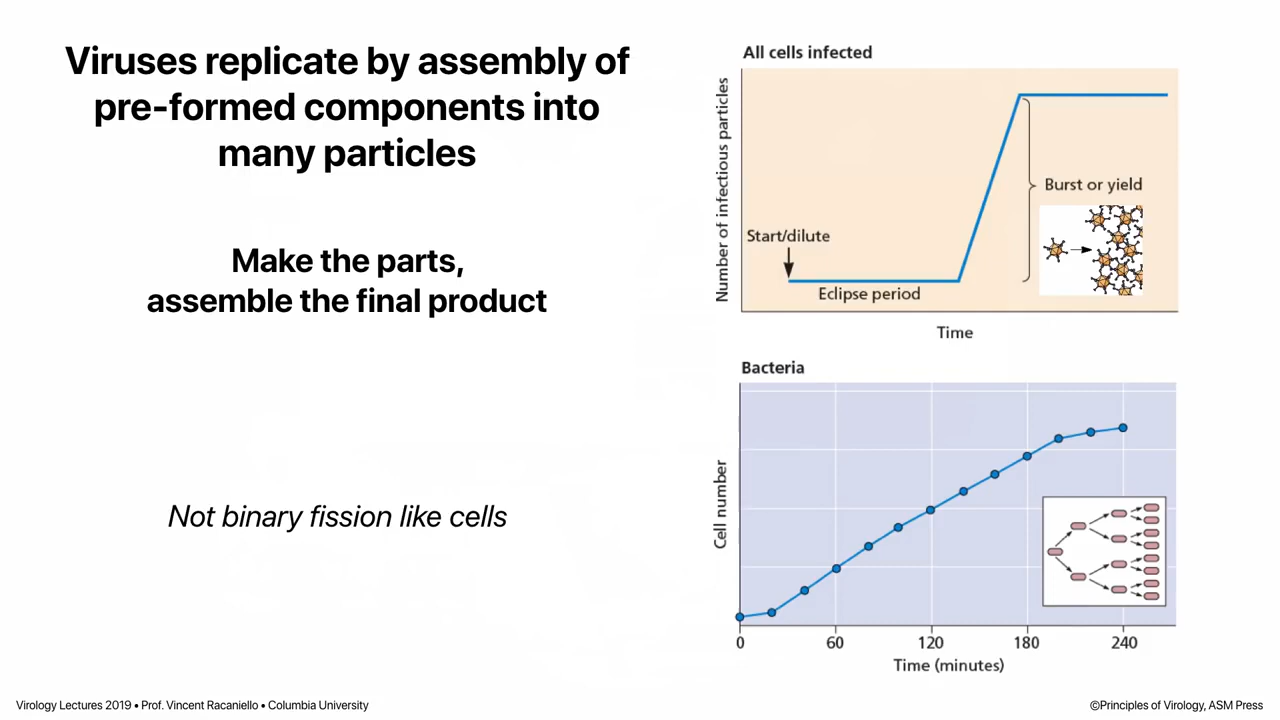 Viruses replicate by assembly of
pre-formed components into
many particles
Make the parts,
assemble the final product
Not binary fission like cells
All cells infected
Number of infectious particles
Start/dilute
Eclipse period
Burst or yield
Time
Bacteria
Cell number
0 60 120 180 240
Time (minutes)
Virology Lectures 2019 • Prof. Vincent Racaniello • Columbia University
©Principles of Virology, ASM Press